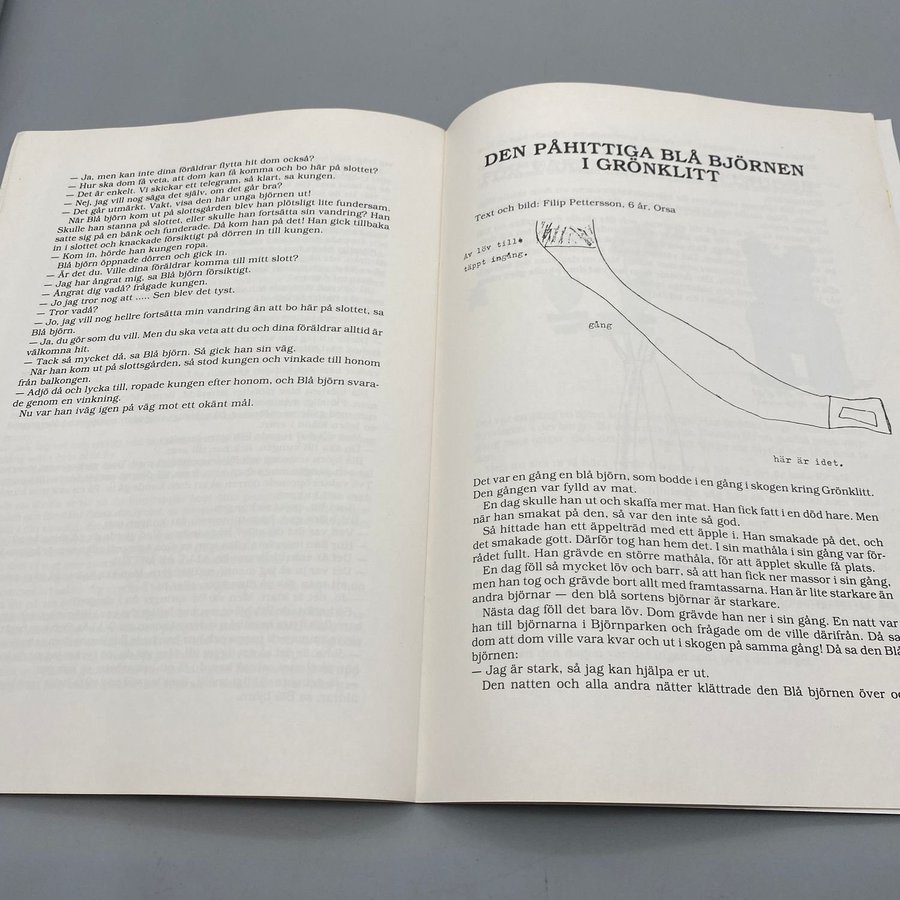 — Ja, men kan inte dina föräldrar flytta hit dom också?
— Hur ska dom få veta, att dom kan få komma och bo här på slottet?
— Det är enkelt. Vi skickar ett telegram, så klart, sa kungen.
— Nej, jag vill nog säga det själv, om det går bra?
— Det går utmärkt. Vakt, visa den här unga björnen ut!
När Blå björn kom ut på slottsgården blev han plötsligt lite fundersam.
Skulle han stanna på slottet, eller skulle han fortsätta sin vandring? Han
satte sig på en bänk och funderade. Då kom han på det! Han gick tillbaka
in i slottet och knackade försiktigt på dörren in till kungen.
— Kom in, hörde han kungen ropa.
Blå björn öppnade dörren och gick in.
— Är det du. Ville dina föräldrar komma till mitt slott?
— Jag har ångrat mig, sa Blå björn försiktigt.
— Ångrat dig vadå? frågade kungen.
— Jo jag tror nog att ..... Sen blev det tyst.
— Tror vadå?
— Jo, jag vill nog hellre fortsätta min vandring än att bo här på slottet, sa
Blå björn.
— Ja, du gör som du vill. Men du ska veta att du och dina föräldrar alltid är
välkomna hit.
— Tack så mycket då, sa Blå björn. Så gick han sin väg.
När han kom ut på slottsgården, så stod kungen och vinkade till honom
från balkongen.
— Adjö då och lycka till, ropade kungen efter honom, och Blå björn svara-
de genom en vinkning.
Nu var han iväg igen på väg mot ett okänt mål.
DEN PÅHITTIGA BLÅ BJÖRNEN
I GRÖNKLITT
Text och bild: Filip Pettersson, 6 år, Orsa
Av löv till.
täppt ingång.
gång
här är idet.
Det var en gång en blå björn, som bodde i en gång i skogen kring Grönklitt.
Den gången var fylld av mat.
En dag skulle han ut och skaffa mer mat. Han fick fatt i en död hare. Men
när han smakat på den, så var den inte så god.
Så hittade han ett äppelträd med ett äpple i. Han smakade på det, och
det smakade gott. Därför tog han hem det. I sin mathåla i sin gång var för-
rådet fullt. Han grävde en större mathåla, för att äpplet skulle få plats.
En dag föll så mycket löv och barr, så att han fick ner massor i sin gång,
men han tog och grävde bort allt med framtassarna. Han är lite starkare än
andra björnar — den blå sortens björnar är starkare.
Nästa dag föll det bara löv. Dom grävde han ner i sin gång. En natt var
han till björnarna i Björnparken och frågade om de ville därifrån. Då sa
dom att dom ville vara kvar och ut i skogen på samma gång! Då sa den Blå
björnen:
— Jag är stark, så jag kan hjälpa er ut.
Den natten och alla andra nätter klättrade den Blå björnen över